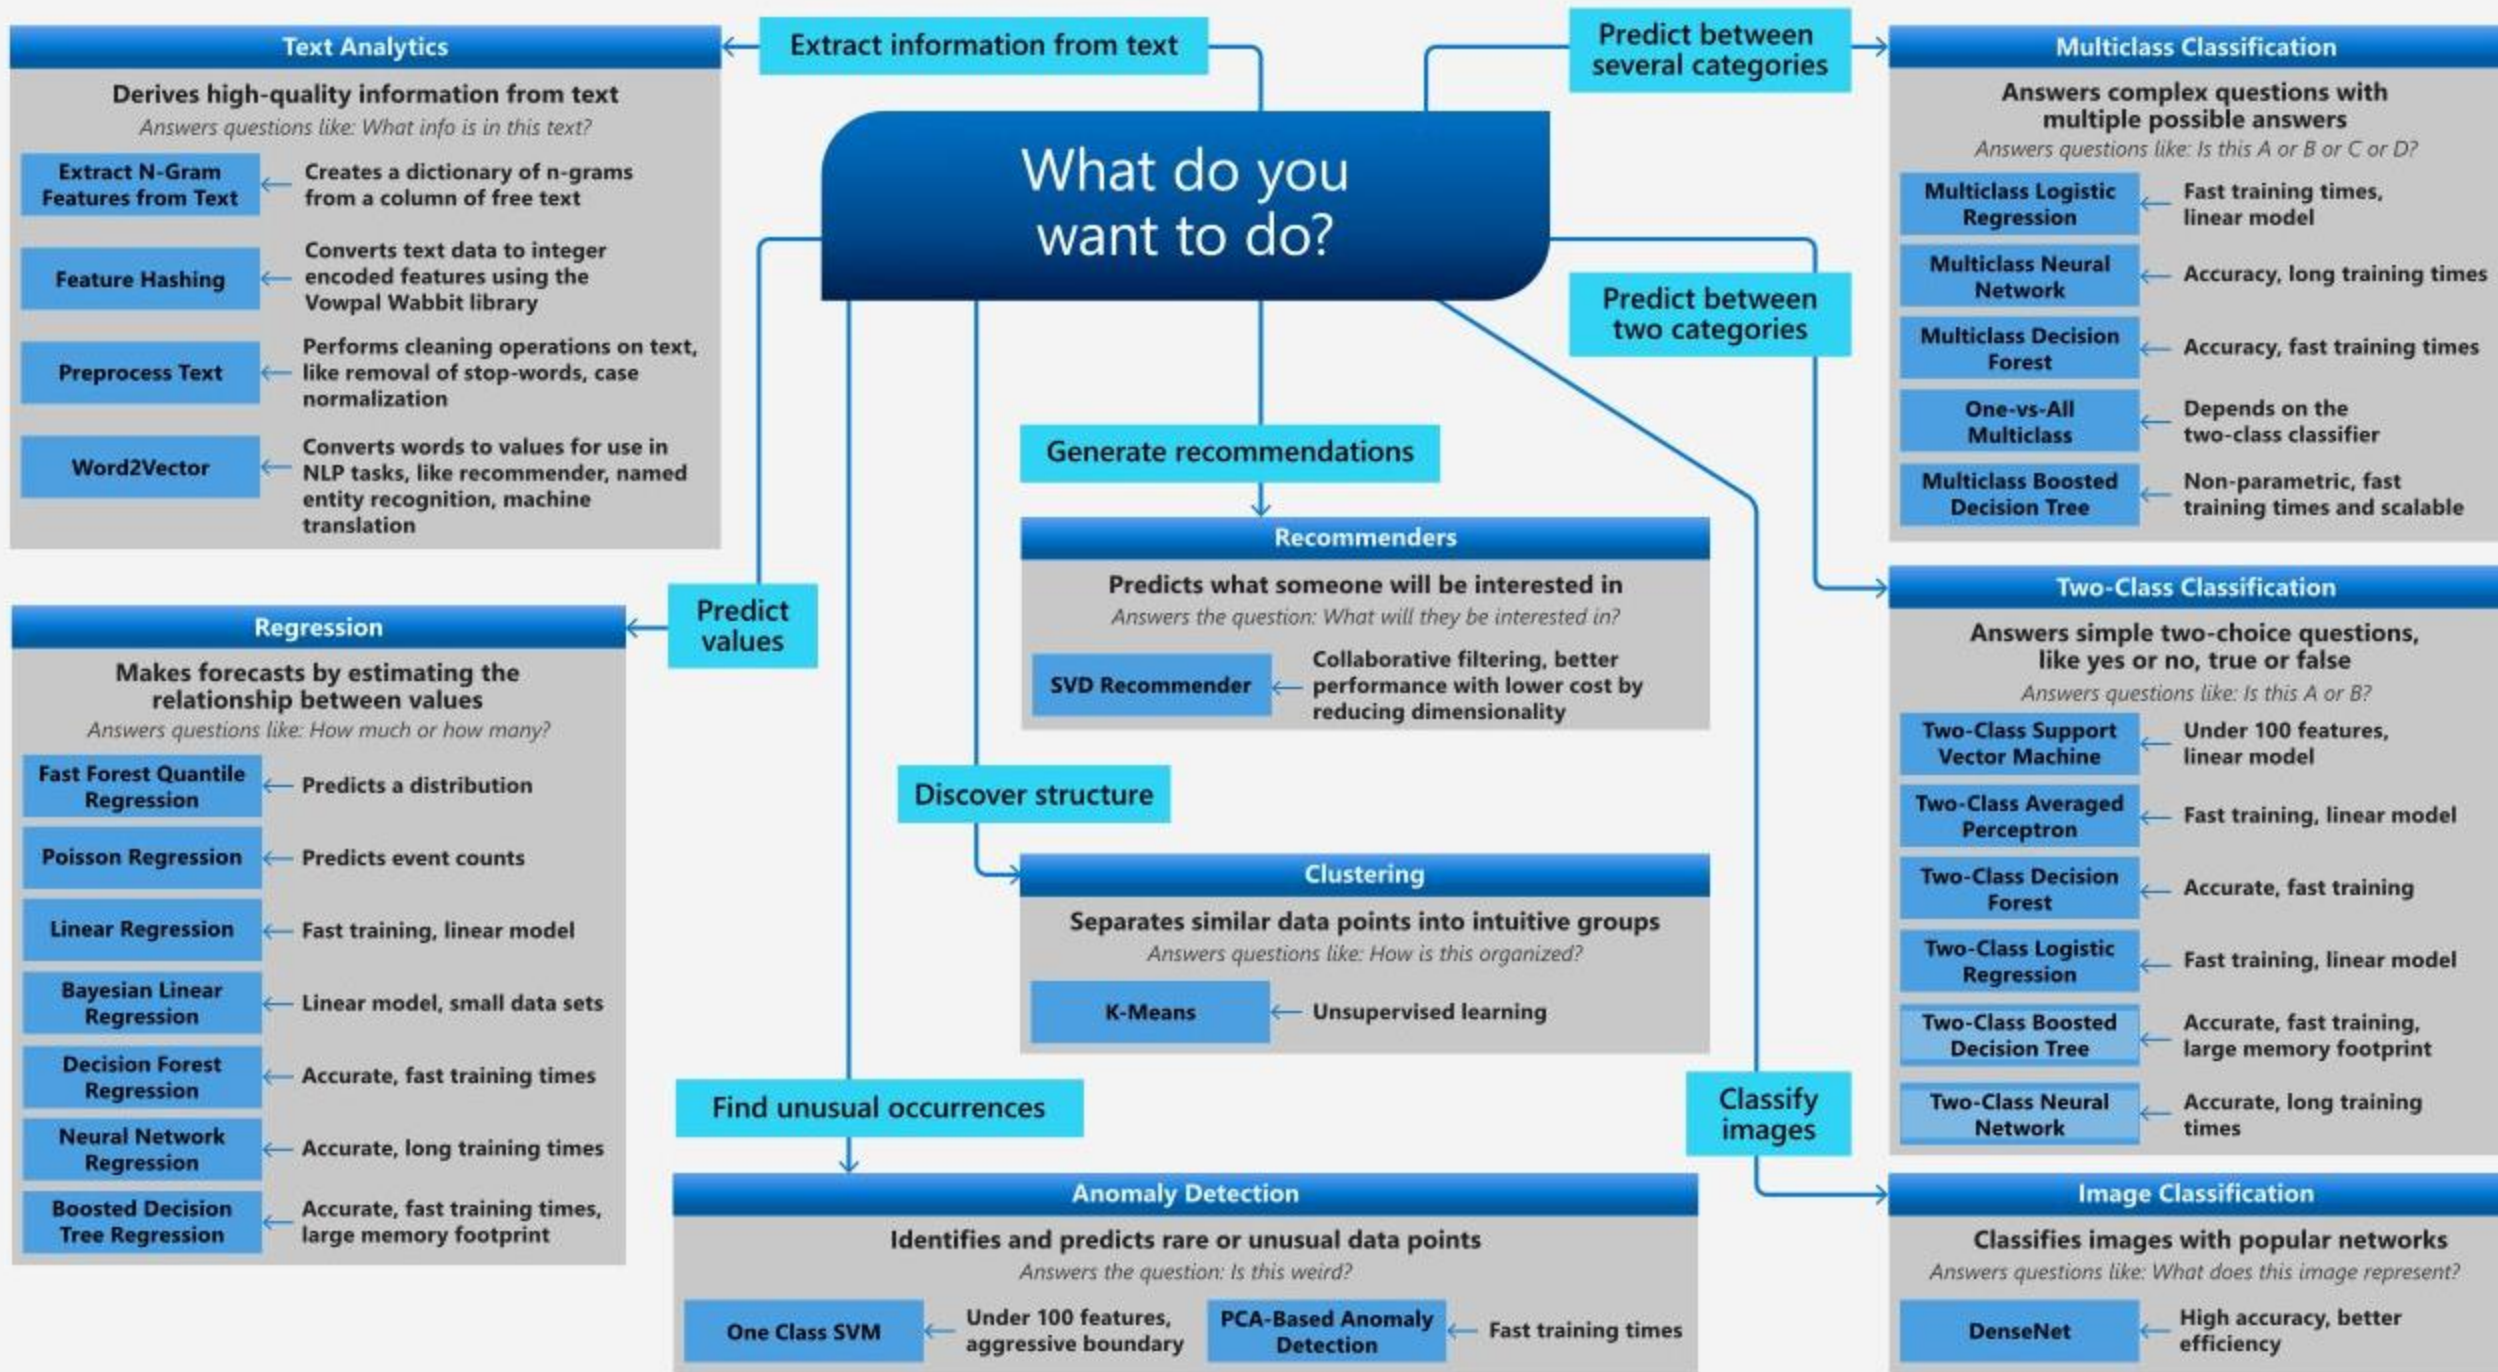 What do you
want to do?
Extract information from text
Text Analytics
Derives high-quality information from text
Answers questions like: What info is in this text?
Extract N-Gram
Features from Text
Creates a dictionary of n-grams
from a column of free text
Feature Hashing
Converts text data to integer
encoded features using the
Vowpal Wabbit library
Preprocess Text
Performs cleaning operations on text,
like removal of stop-words, case
normalization
Word2Vector
Converts words to values for use in
NLP tasks, like recommender, named
entity recognition, machine
translation
Predict
values
Regression
Makes forecasts by estimating the
relationship between values
Answers questions like: How much or how many?
Fast Forest Quantile
Regression
Predicts a distribution
Poisson Regression
Predicts event counts
Linear Regression
Fast training, linear model
Bayesian Linear
Regression
Linear model, small data sets
Decision Forest
Regression
Accurate, fast training times
Neural Network
Regression
Accurate, long training times
Boosted Decision
Tree Regression
Accurate, fast training times,
large memory footprint
Generate recommendations
Recommenders
Predicts what someone will be interested in
Answers the question: What will they be interested in?
SVD Recommender
Collaborative filtering, better
performance with lower cost by
reducing dimensionality
Discover structure
Clustering
Separates similar data points into intuitive groups
Answers questions like: How is this organized?
K-Means
Unsupervised learning
Find unusual occurrences
Anomaly Detection
Identifies and predicts rare or unusual data points
Answers the question: Is this weird?
One Class SVM
Under 100 features,
aggressive boundary
PCA-Based Anomaly
Detection
Fast training times
Predict between
several categories
Multiclass Classification
Answers complex questions with
multiple possible answers
Answers questions like: Is this A or B or C or D?
Multiclass Logistic
Regression
Fast training times,
linear model
Multiclass Neural
Network
Accuracy, long training times
Multiclass Decision
Forest
Accuracy, fast training times
One-vs-All
Multiclass
Depends on the
two-class classifier
Multiclass Boosted
Decision Tree
Non-parametric, fast
training times and scalable
Predict between
two categories
Two-Class Classification
Answers simple two-choice questions,
like yes or no, true or false
Answers questions like: Is this A or B?
Two-Class Support
Vector Machine
Under 100 features,
linear model
Two-Class Averaged
Perceptron
Fast training, linear model
Two-Class Decision
Forest
Accurate, fast training
Two-Class Logistic
Regression
Fast training, linear model
Two-Class Boosted
Decision Tree
Accurate, fast training,
large memory footprint
Two-Class Neural
Network
Accurate, long training
times
Classify
images
Image Classification
Classifies images with popular networks
Answers questions like: What does this image represent?
DenseNet
High accuracy, better
efficiency